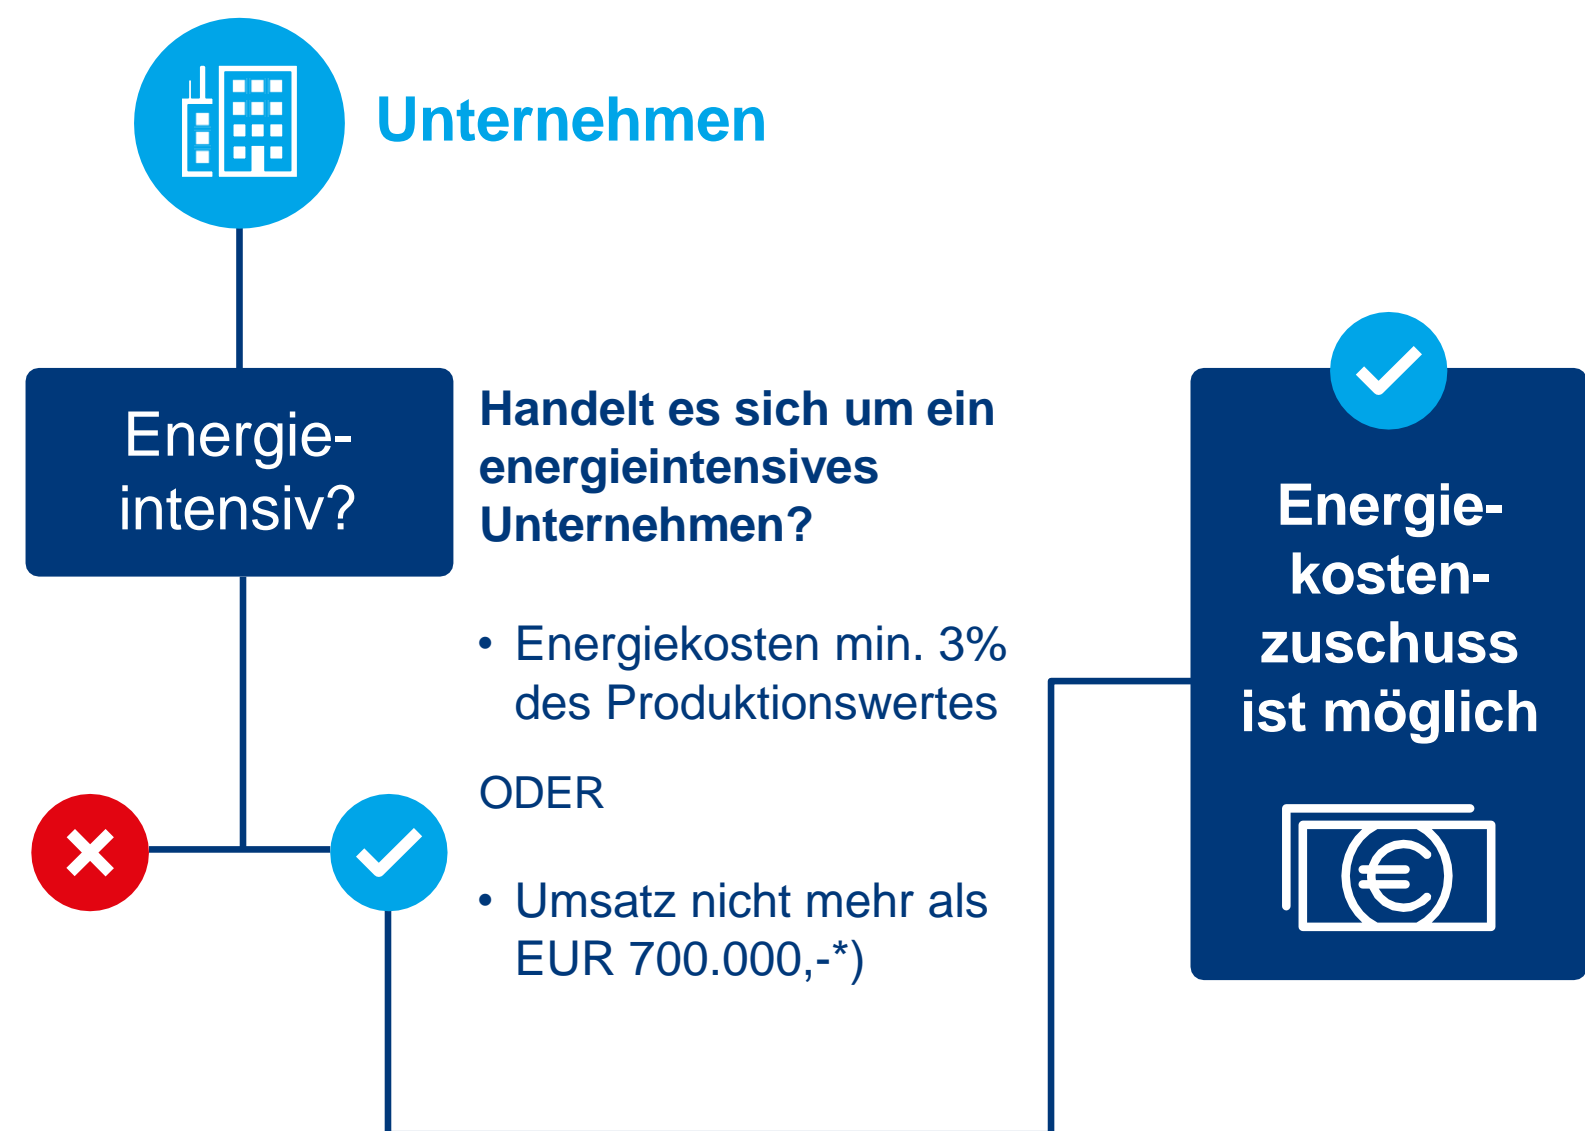 Unternehmen
Energie-
intensiv?
Handelt es sich um ein
energieintensives
Unternehmen?
• Energiekosten min. 3%
des Produktionswertes
ODER
• Umsatz nicht mehr als
EUR 700.000,-*)
Energie-
kosten-
zuschuss
ist möglich